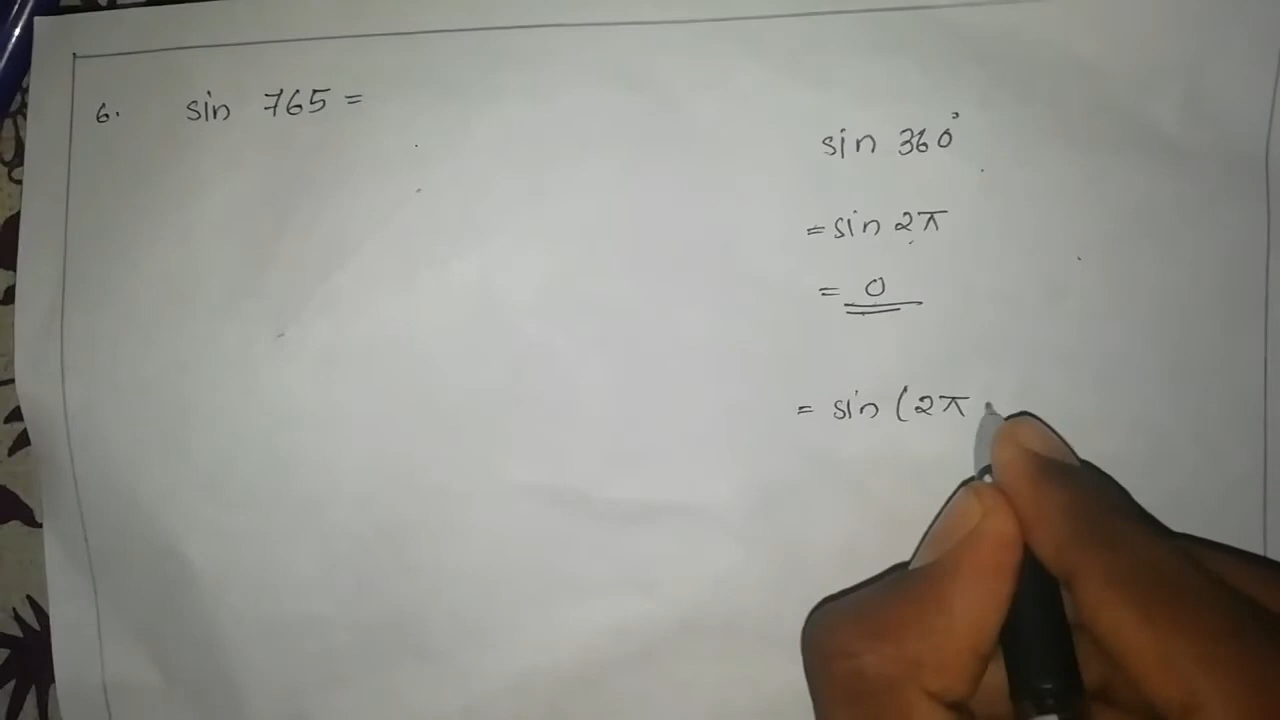 6. sin 765 =
sin 360°
= sin 2π
= 0
= sin (2π